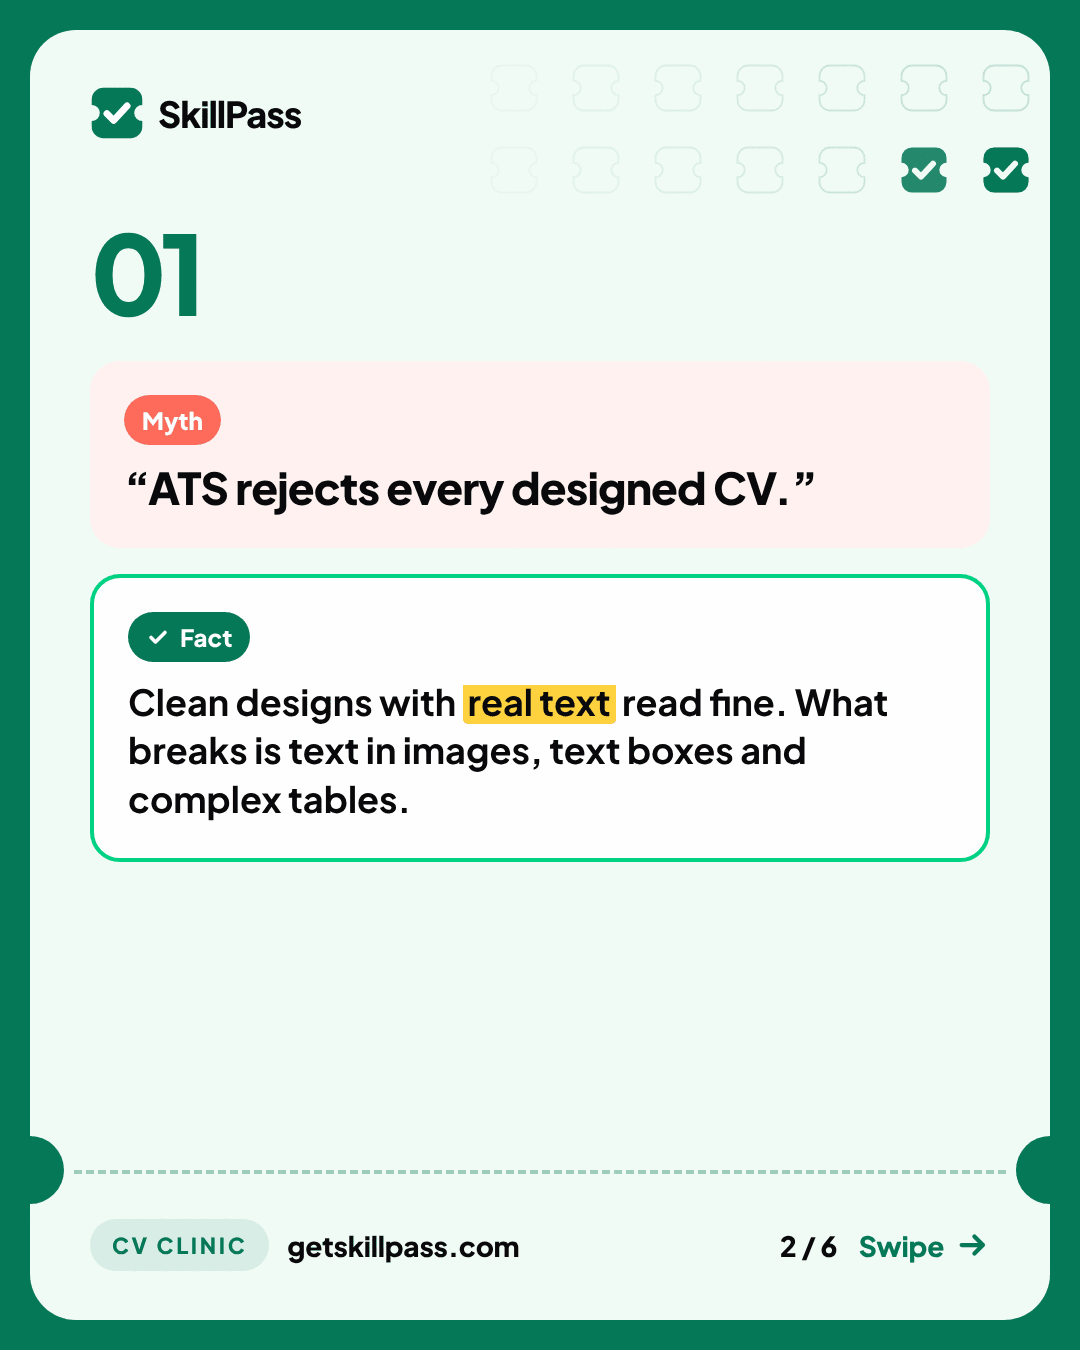 SkillPass
01
Myth
“ATS rejects every designed CV.”
Fact
Clean designs with real text read fine. What
breaks is text in images, text boxes and
complex tables.
CV CLINIC getskillpass.com 2 / 6 Swipe →